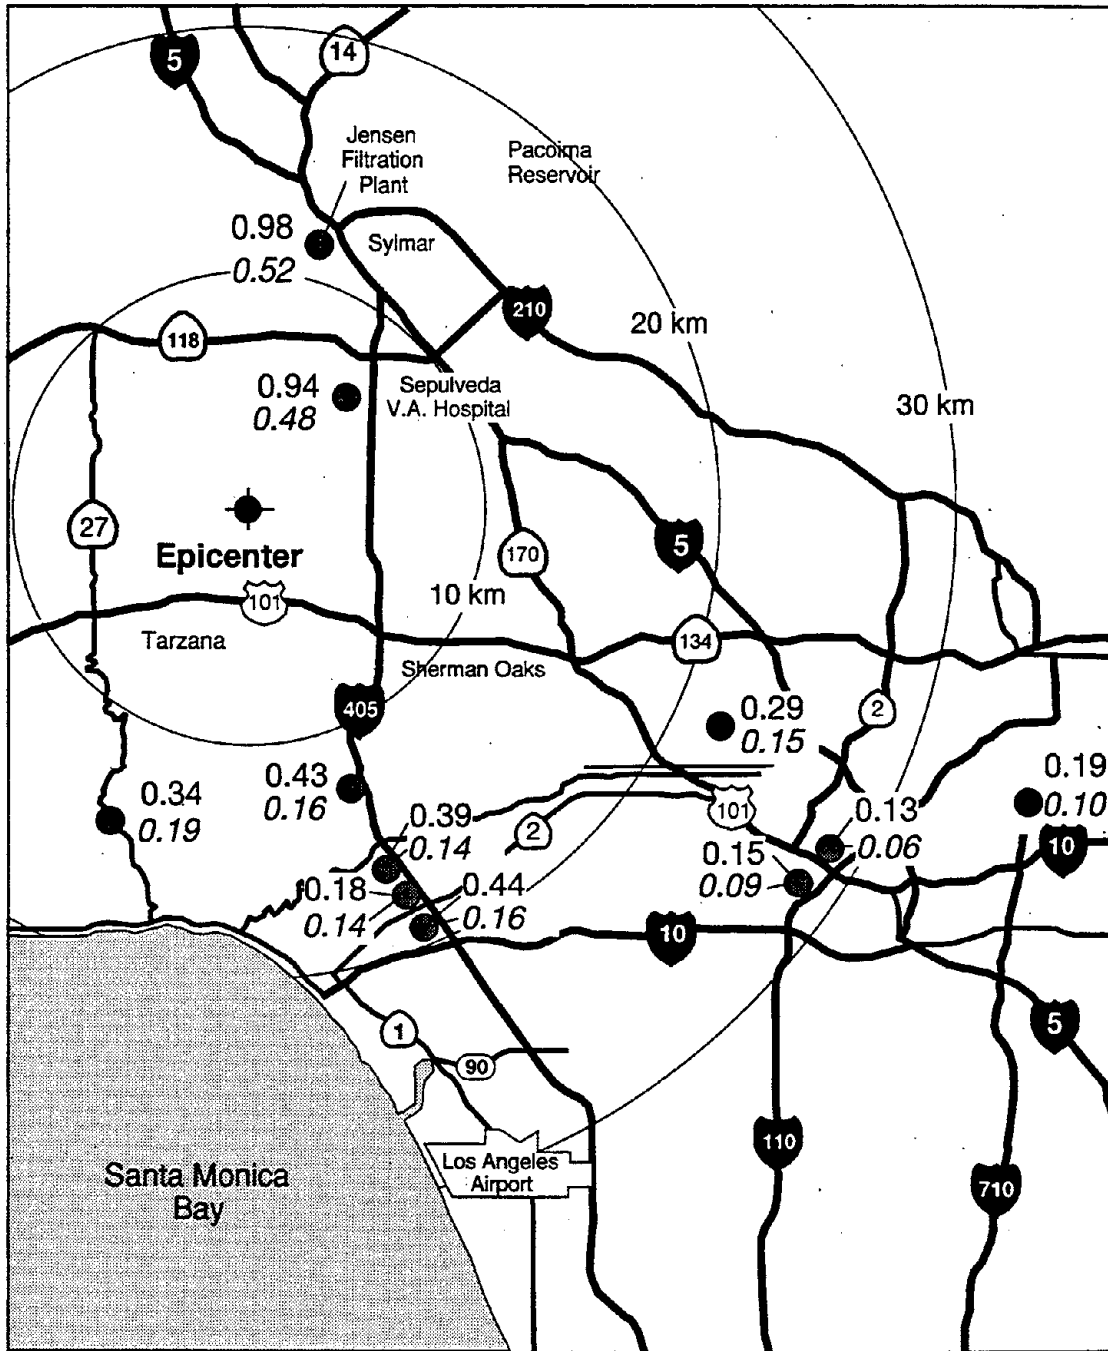 5
14
Jensen
Filtration
Plant
Pacoima
Reservoir
0.98
0.52
Sylmar
210
118
20 km
0.94
0.48
Sepulveda
V.A. Hospital
30 km
27
Epicenter
170
5
101
10 km
134
Tarzana
Sherman Oaks
405
2
0.29
0.15
0.43
0.16
0.34
0.19
0.39
0.14
2
101
0.13
0.06
0.19
0.10
10
0.15
0.09
0.18
0.14
0.44
0.16
10
1
90
5
110
Los Angeles
Airport
710
Santa Monica
Bay